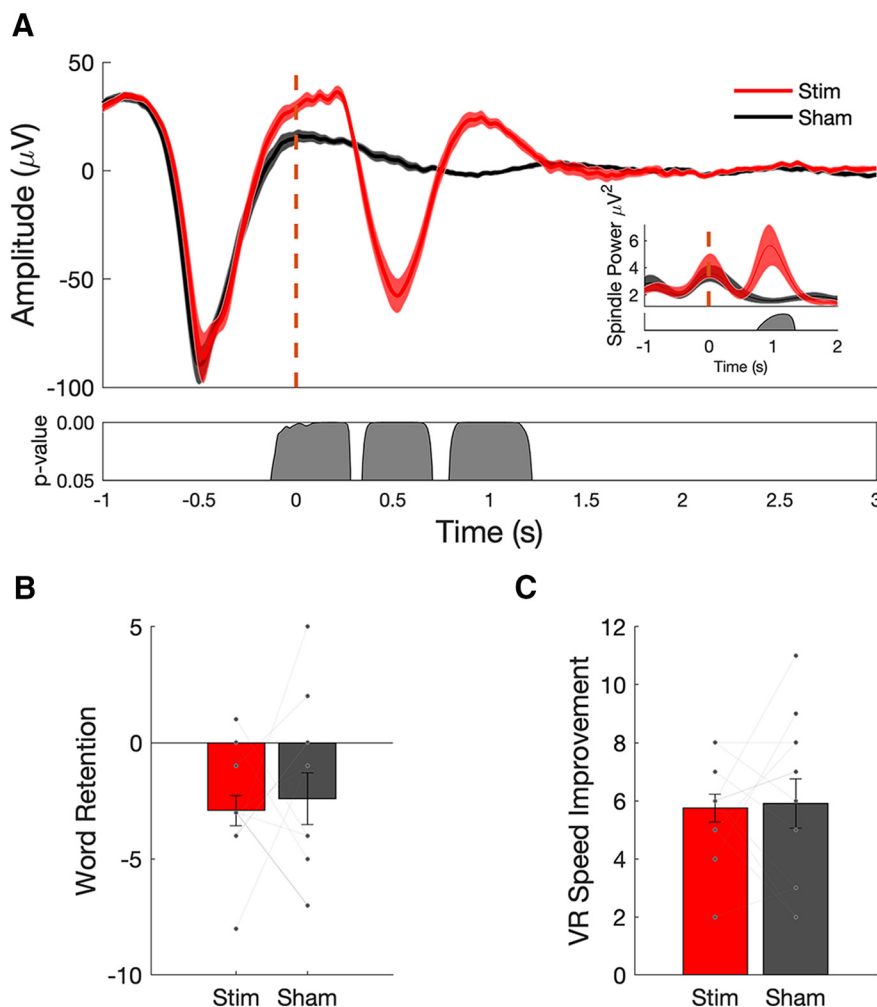 A
50
0
-50
-100
Amplitude (μV)
Stim
Sham
Spindle Power μV²
6
4
2
-1 0 1 2
Time (s)
p-value
0.00
0.05
-1 -0.5 0 0.5 1 1.5 2 2.5 3
Time (s)
B
5
0
-5
-10
Word Retention
Stim Sham
C
12
10
8
6
4
2
0
VR Speed Improvement
Stim Sham